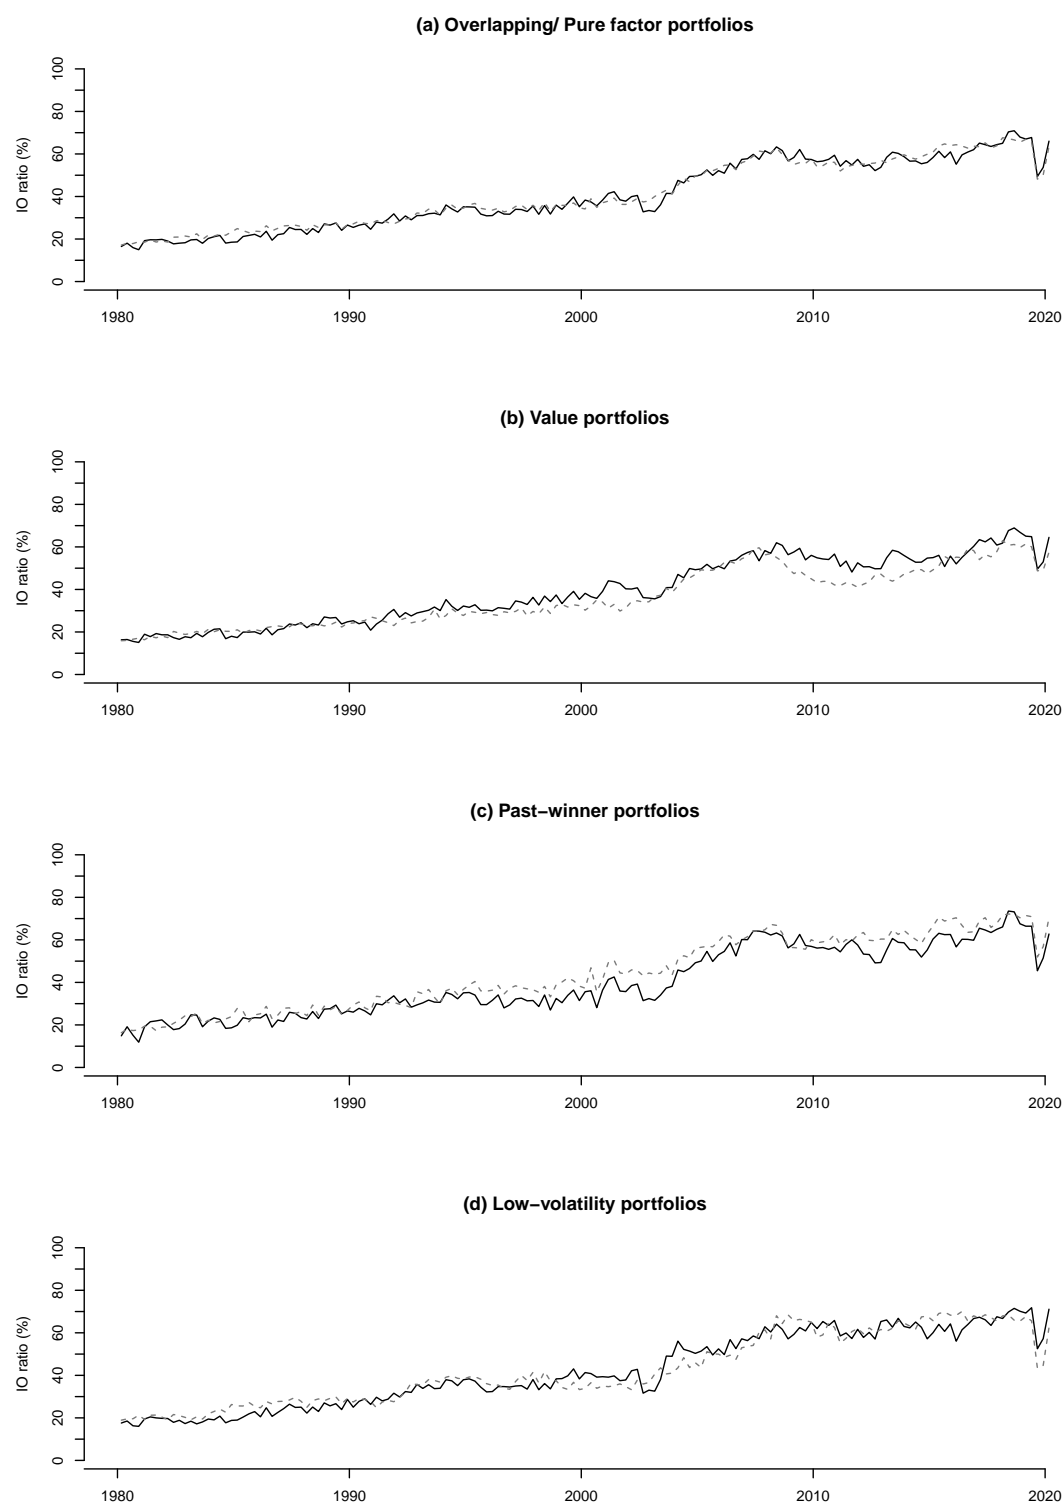 (a) Overlapping/ Pure factor portfolios
IO ratio (%)
0 20 40 60 80 100
1980 1990 2000 2010 2020
(b) Value portfolios
IO ratio (%)
0 20 40 60 80 100
1980 1990 2000 2010 2020
(c) Past−winner portfolios
IO ratio (%)
0 20 40 60 80 100
1980 1990 2000 2010 2020
(d) Low−volatility portfolios
IO ratio (%)
0 20 40 60 80 100
1980 1990 2000 2010 2020